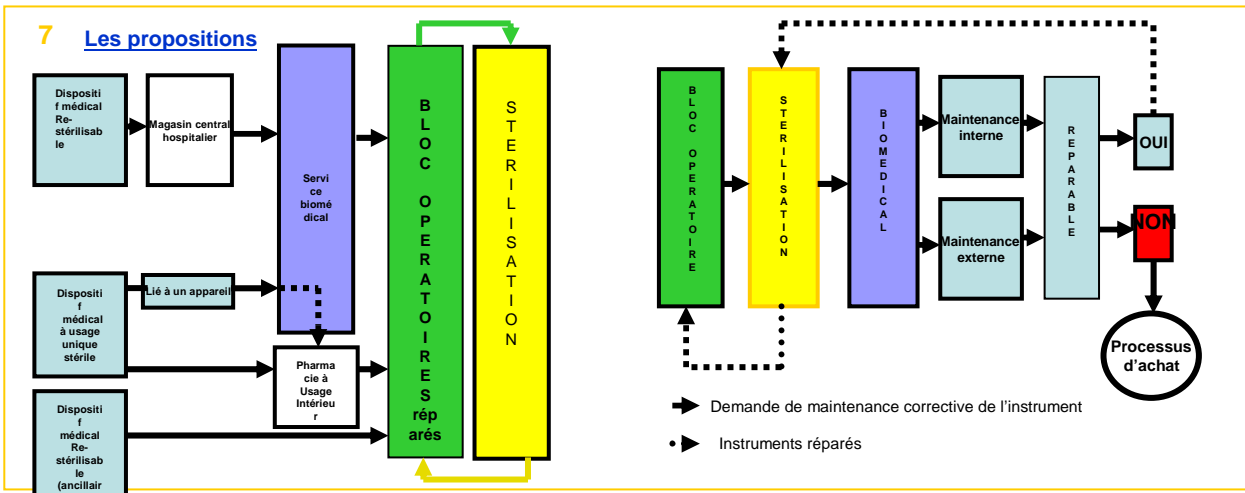 7 Les propositions
Dispositi
f médical
Re-
stérilisab
le
Magasin central
hospitalier
Servi
ce biomé
dical
B
L
O
C
O
P
E
R
A
T
O
I
R
E
S
rép
arés
S
T
E
R
I
L
I
S
A
T
I
O
N
Dispositi
f
médical
à usage
unique
stérile
Lié à un appareil
Pharma
cie à
Usage
Intérieu
r
Dispositi
f
médical
Re-
stérilisab
le
(ancillair
B
L
O
C
O
P
E
R
A
T
O
I
R
E
S
T
E
R
I
L
I
S
A
T
I
O
N
B
I
O
M
E
D
I
C
A
L
Maintenance
interne
Maintenance
externe
R
E
P
A
R
A
B
L
E
OUI
NON
Processus
d'achat
Demande de maintenance corrective de l'instrument
Instruments réparés